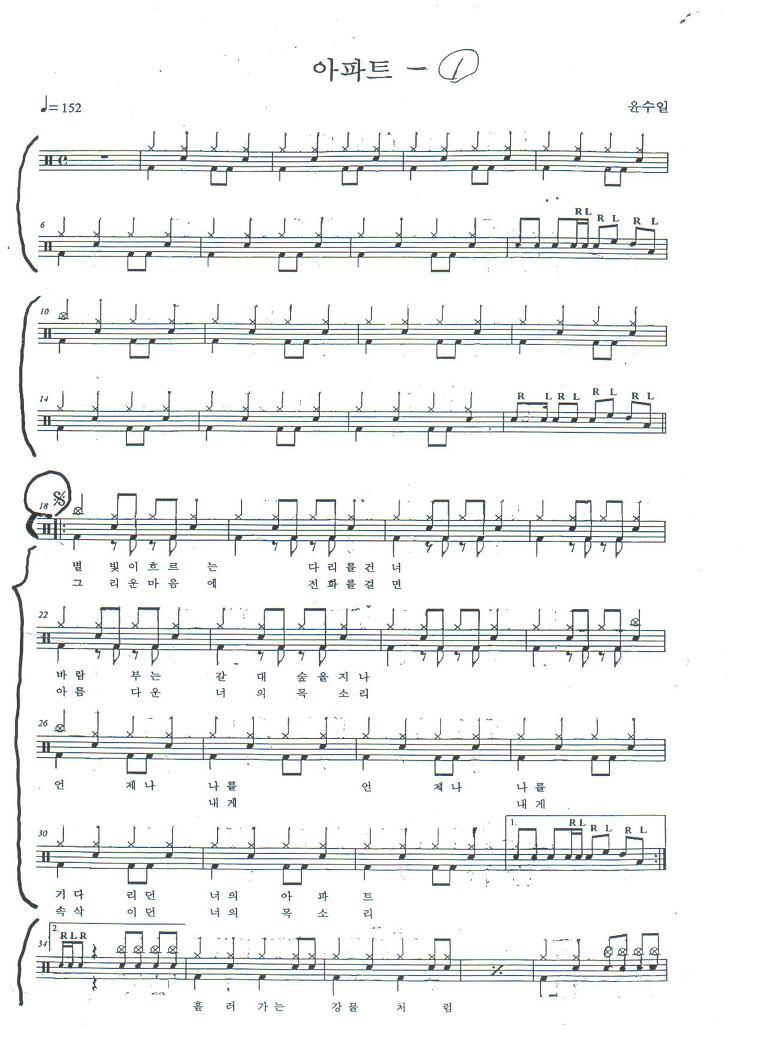 아파트 - 1
♩= 152
윤수일
6
RL R L R L
10
14
R L R L R L R L
18
별 빛이흐르 는 다리를건 너
그 리운마음 에 전화를걸 면
22
바람 부는 갈 대 숲을지나
아름 다운 너 의 목 소리
26
언 제나 나를 언 제나 나를
내게 내게
30
1.
RL R L R L
기다 리던 너의 아 파 트
속삭 이던 너의 목 소 리
34
2.
RLR
흘 러 가는 강물 처 럼